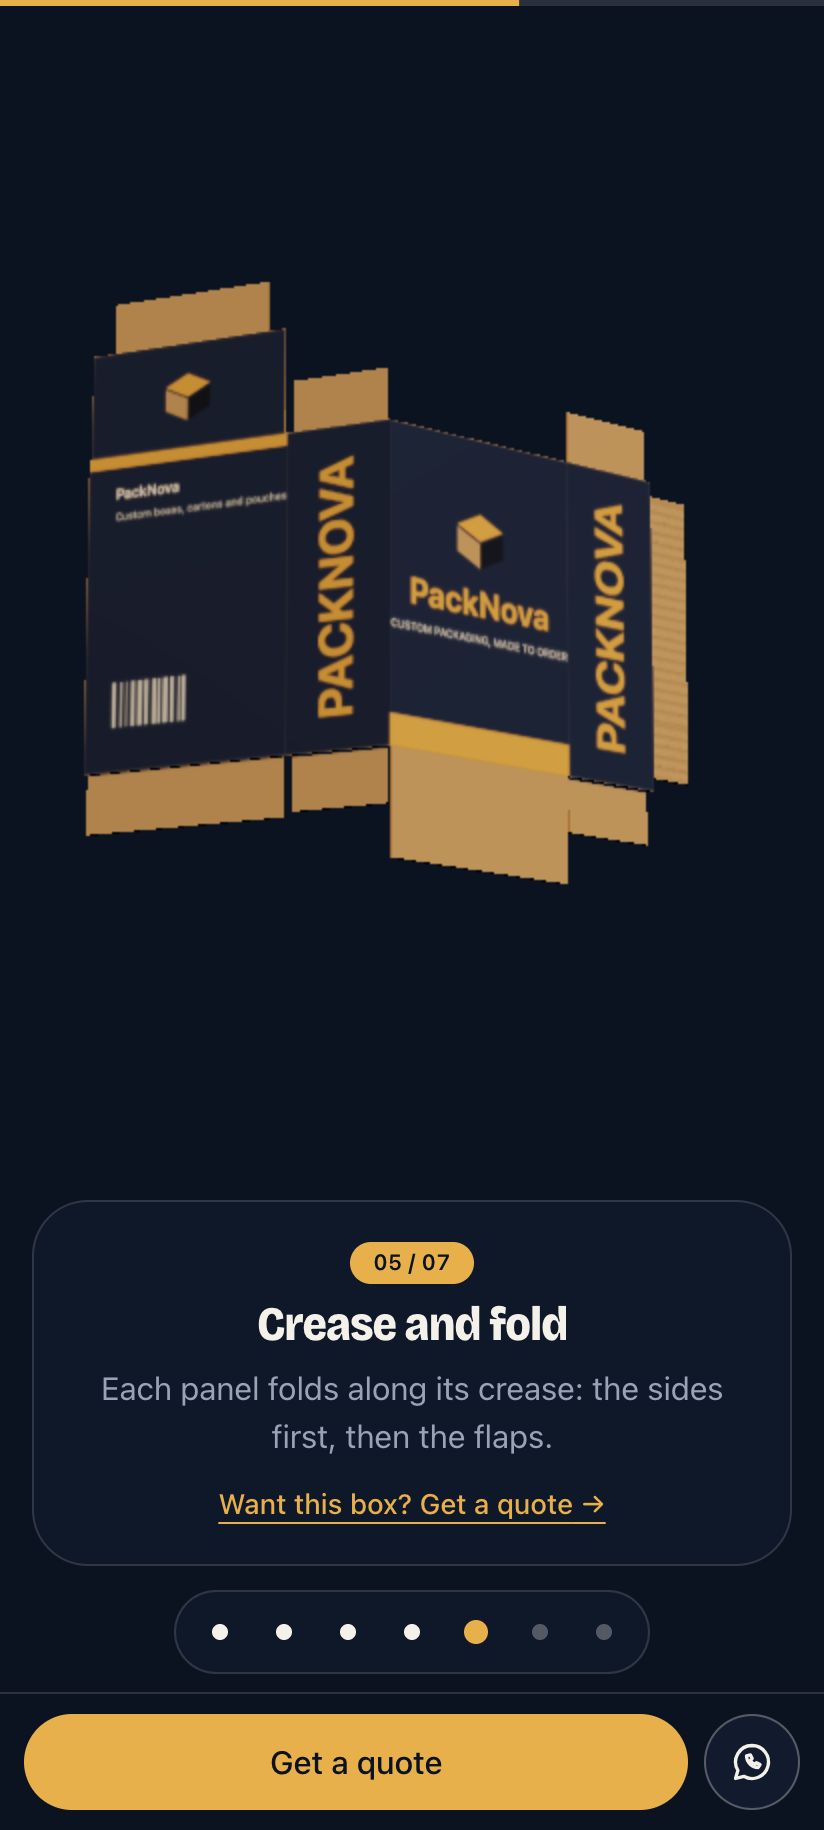 PackNova
Custom boxes, cartons and pouches
PACKNOVA
PackNova
CUSTOM PACKAGING, MADE TO ORDER
PACKNOVA
05 / 07
Crease and fold
Each panel folds along its crease: the sides
first, then the flaps.
Want this box? Get a quote →
Get a quote